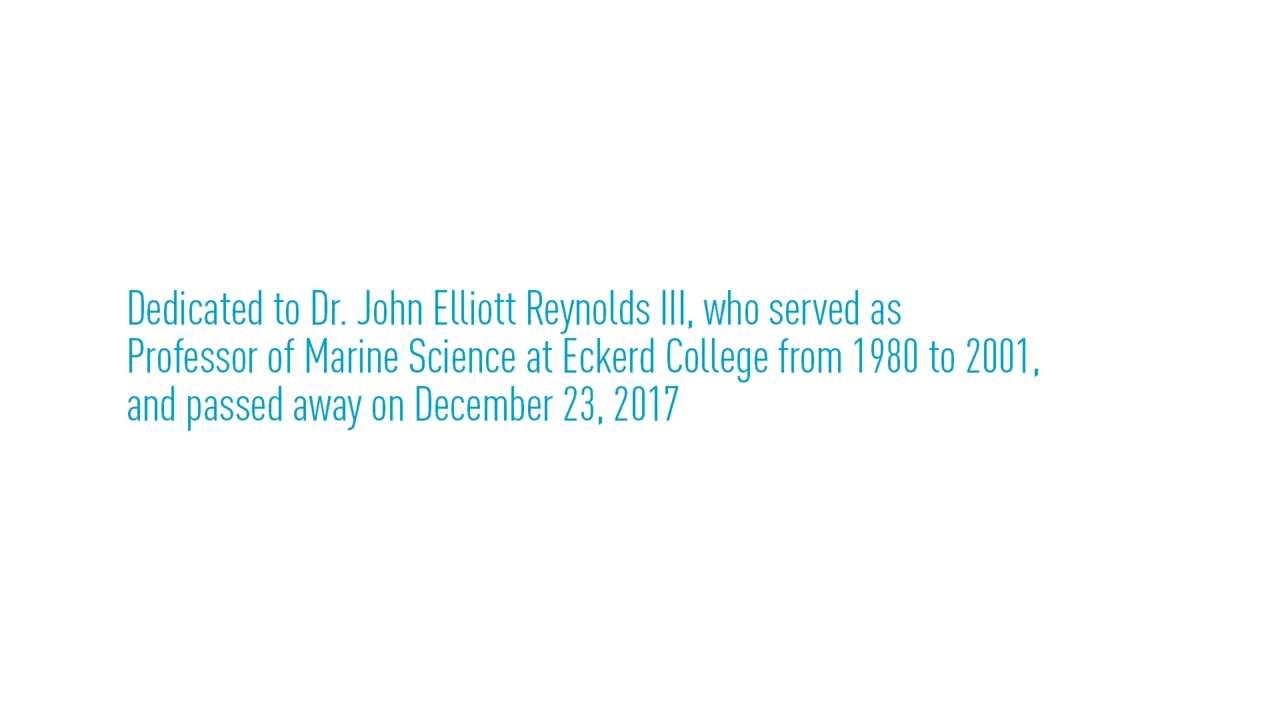 Dedicated to Dr. John Elliott Reynolds III, who served as
Professor of Marine Science at Eckerd College from 1980 to 2001,
and passed away on December 23, 2017